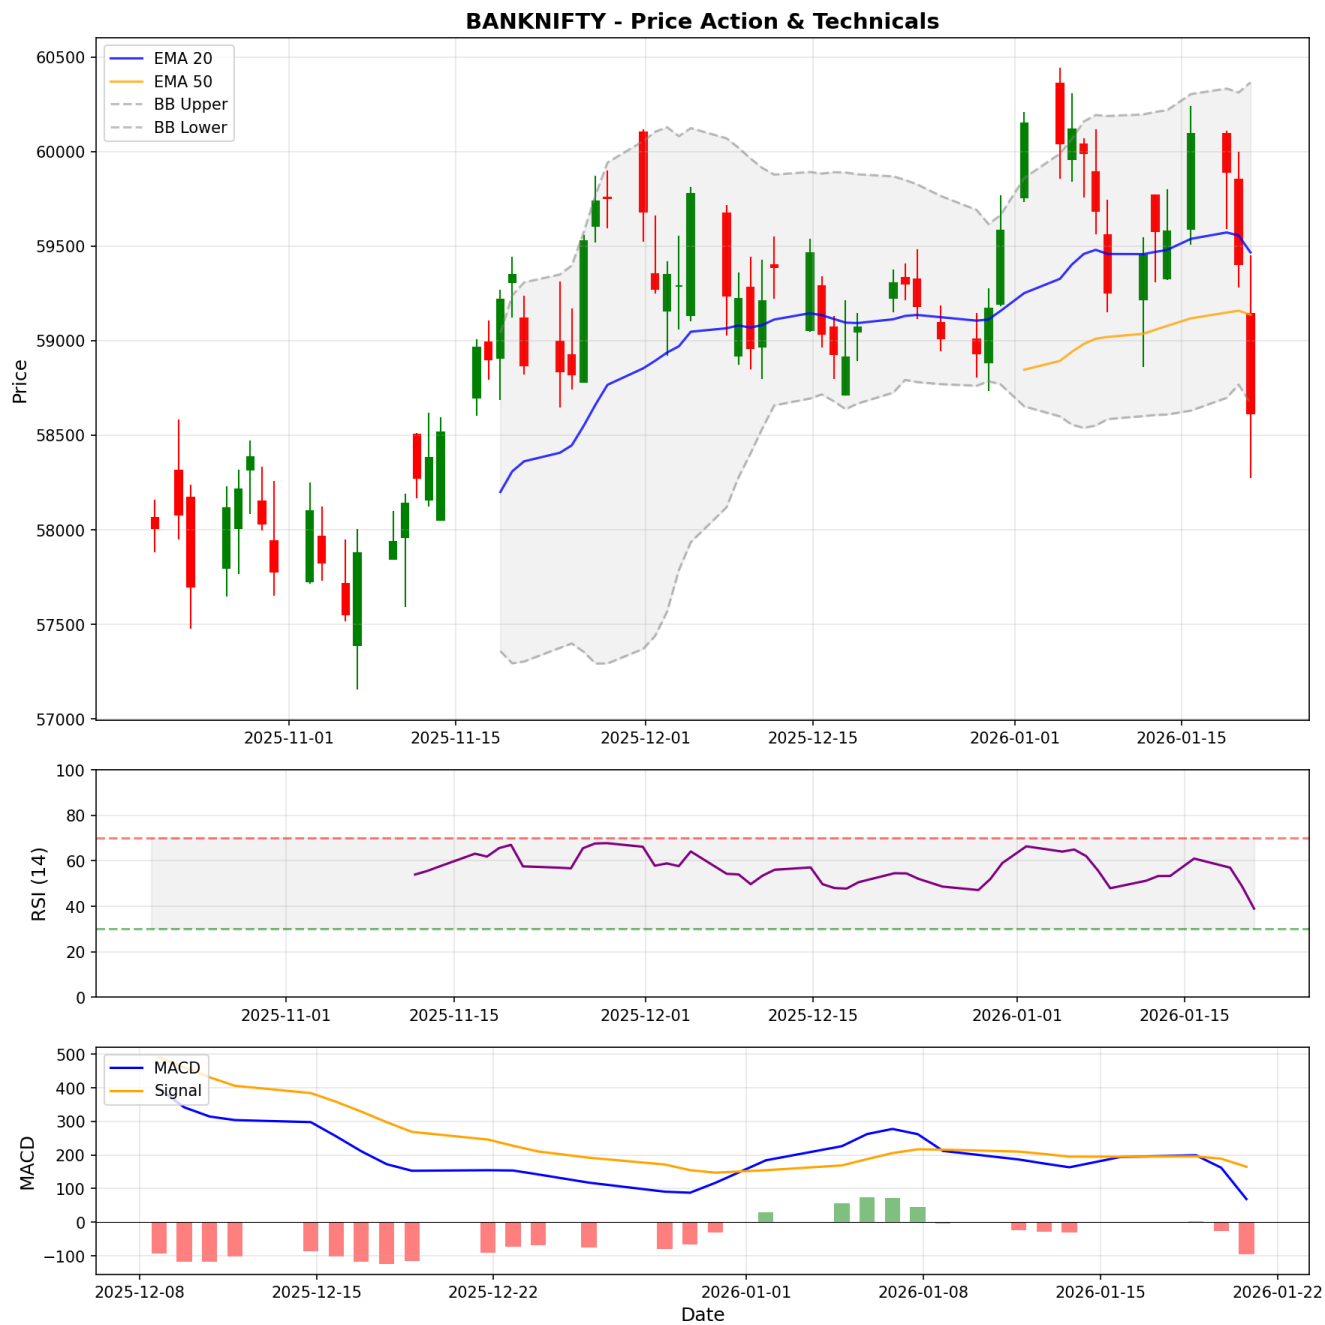 BANKNIFTY - Price Action & Technicals
EMA 20
EMA 50
BB Upper
BB Lower
Price
60500
60000
59500
59000
58500
58000
57500
57000
2025-11-01 2025-11-15 2025-12-01 2025-12-15 2026-01-01 2026-01-15
RSI (14)
100
80
60
40
20
0
2025-11-01 2025-11-15 2025-12-01 2025-12-15 2026-01-01 2026-01-15
MACD
Signal
MACD
500
400
300
200
100
0
−100
2025-12-08 2025-12-15 2025-12-22 2026-01-01 2026-01-08 2026-01-15 2026-01-22
Date